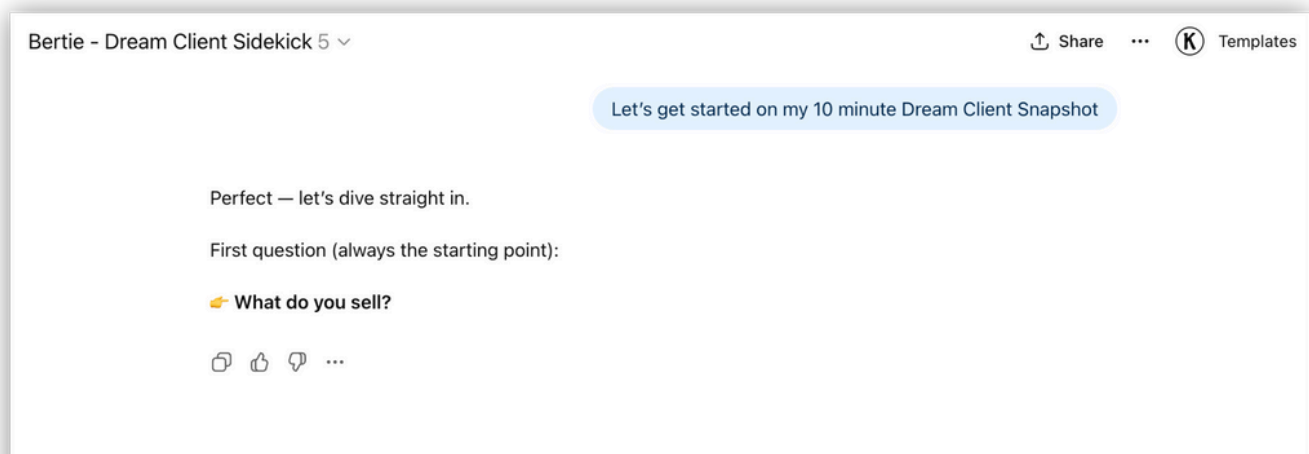 Bertie - Dream Client Sidekick 5
Share
K
Templates
Let's get started on my 10 minute Dream Client Snapshot
Perfect — let's dive straight in.
First question (always the starting point):
👉 What do you sell?